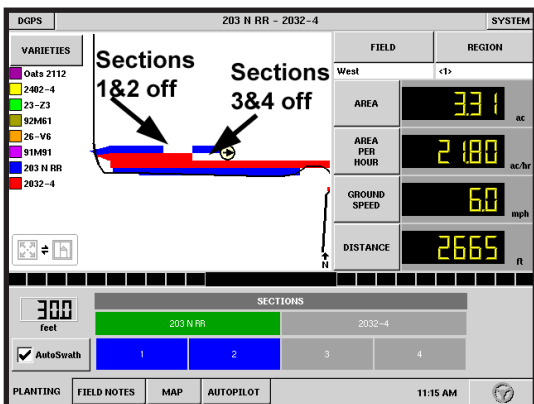 DGPS
203 N RR - 2032-4
SYSTEM
VARIETIES
Oats 2112
2402-4
23-Z3
92M61
26-V6
91M91
203 N RR
2032-4
Sections
1&2 off
Sections
3&4 off
N
FIELD
REGION
West
<1>
AREA
3.31 ac
AREA
PER
HOUR
21.80 ac/hr
GROUND
SPEED
6.0 mph
DISTANCE
2665 ft
30.0
feet
AutoSwath
SECTIONS
203 N RR
2032-4
1
2
3
4
PLANTING
FIELD NOTES
MAP
AUTOPILOT
11:15 AM